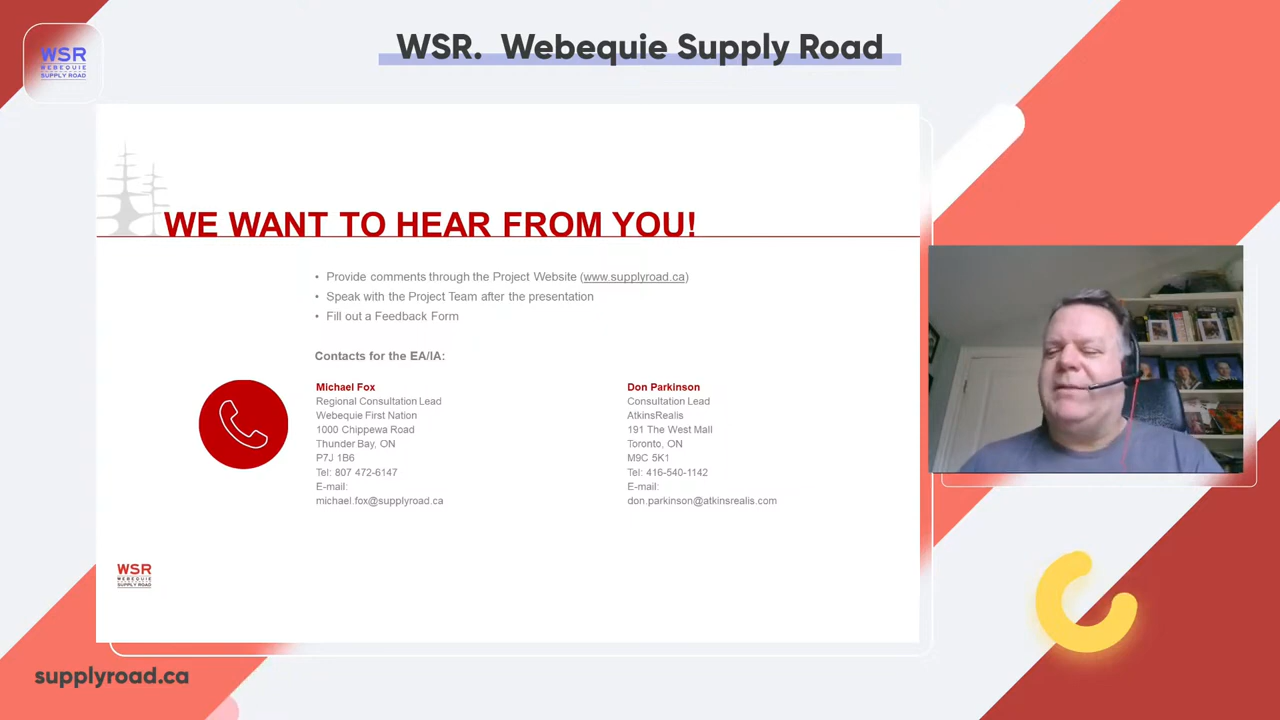 WSR. Webequie Supply Road
WSR
WEBEQUIE
SUPPLY ROAD
WE WANT TO HEAR FROM YOU!
• Provide comments through the Project Website (www.supplyroad.ca)
• Speak with the Project Team after the presentation
• Fill out a Feedback Form
Contacts for the EA/IA:
Michael Fox
Regional Consultation Lead
Webequie First Nation
1000 Chippewa Road
Thunder Bay, ON
P7J 1B6
Tel: 807 472-6147
E-mail:
michael.fox@supplyroad.ca
Don Parkinson
Consultation Lead
AtkinsRealis
191 The West Mall
Toronto, ON
M9C 5K1
Tel: 416-540-1142
E-mail:
don.parkinson@atkinsrealis.com
WSR
WEBEQUIE
SUPPLY ROAD
supplyroad.ca